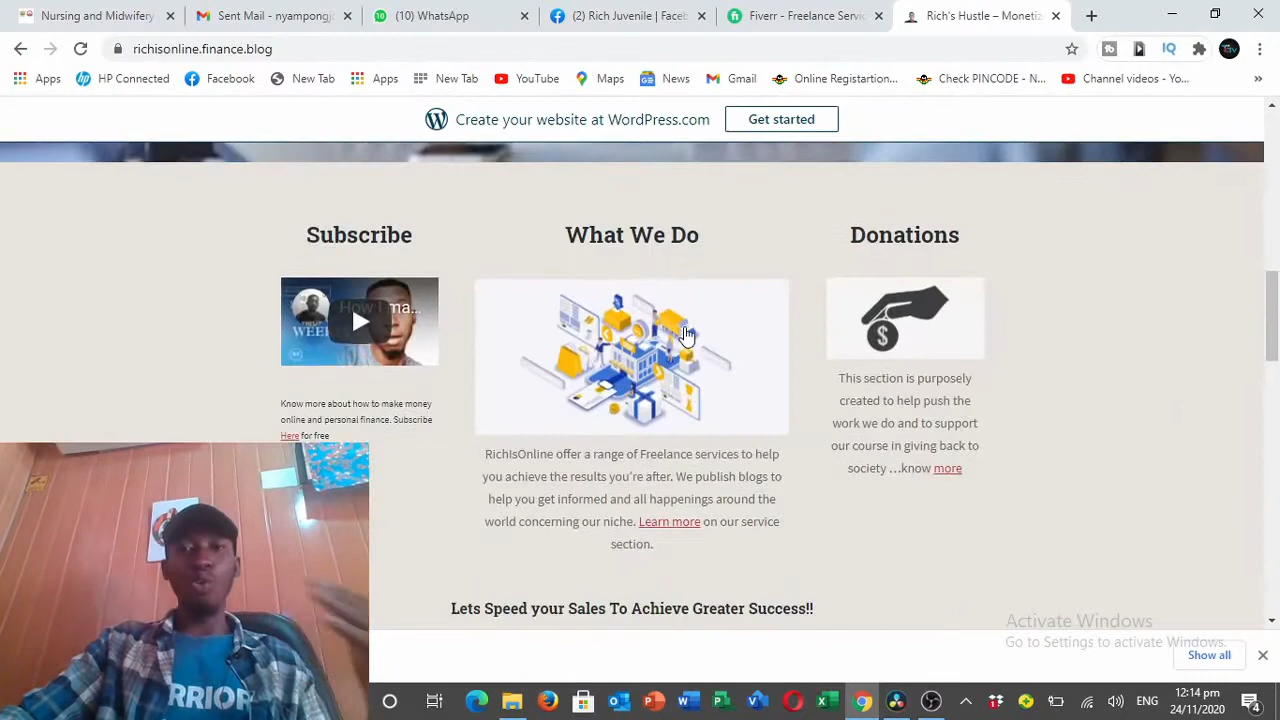 Nursing and Midwifery
Sent Mail - nyampongj
(10) WhatsApp
(2) Rich Juvenile | Faceb
Fiverr - Freelance Servic
Rich's Hustle – Monetiz
richisonline.finance.blog
Apps
HP Connected
Facebook
New Tab
Apps
New Tab
YouTube
Maps
News
Gmail
Online Registartion...
Check PINCODE - N...
Channel videos - Yo...
Create your website at WordPress.com
Get started
Subscribe
What We Do
Donations
How I ma...
WEEK
Know more about how to make money
online and personal finance. Subscribe
Here for free
RichIsOnline offer a range of Freelance services to help
you achieve the results you're after. We publish blogs to
help you get informed and all happenings around the
world concerning our niche. Learn more on our service
section.
This section is purposely
created to help push the
work we do and to support
our course in giving back to
society ...know more
Lets Speed your Sales To Achieve Greater Success!!
Activate Windows
Go to Settings to activate Windows.
Show all
RRIOR
ENG
12:14 pm
24/11/2020
4